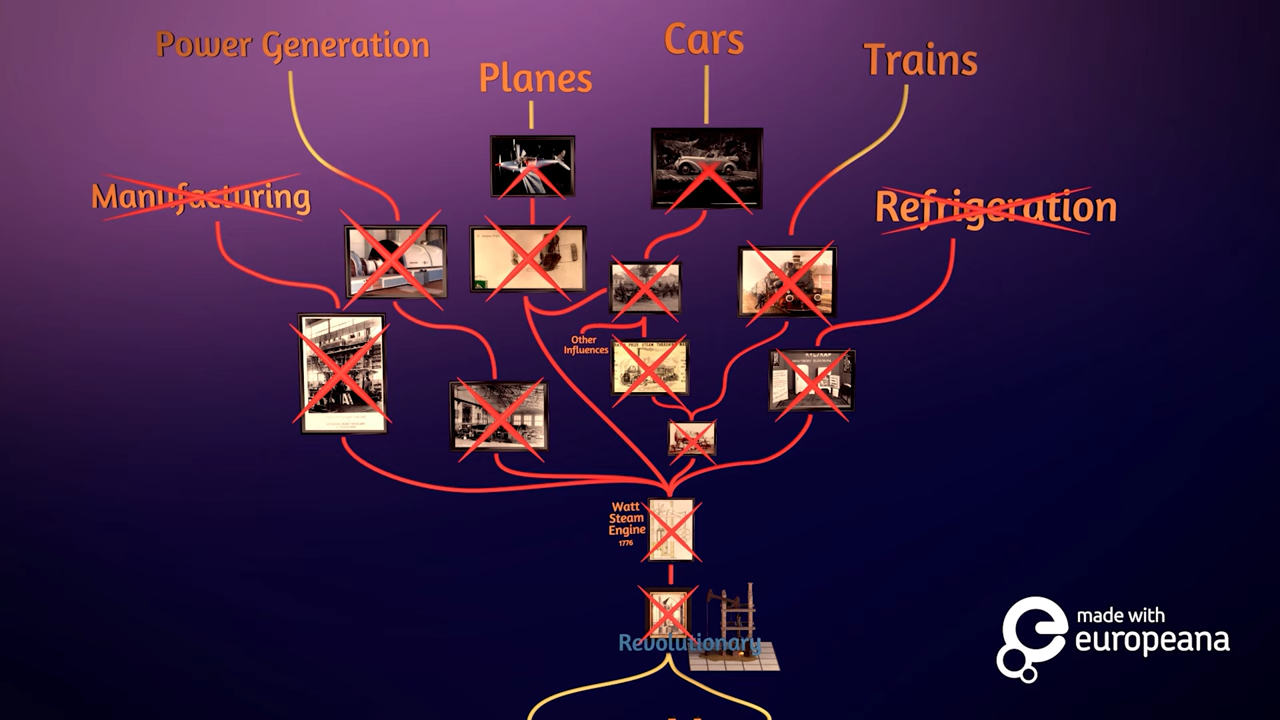 Power Generation
Planes
Cars
Trains
Manufacturing
Refrigeration
Other
Influences
Watt
Steam
Engine
1776
Revolutionary
made with
europeana